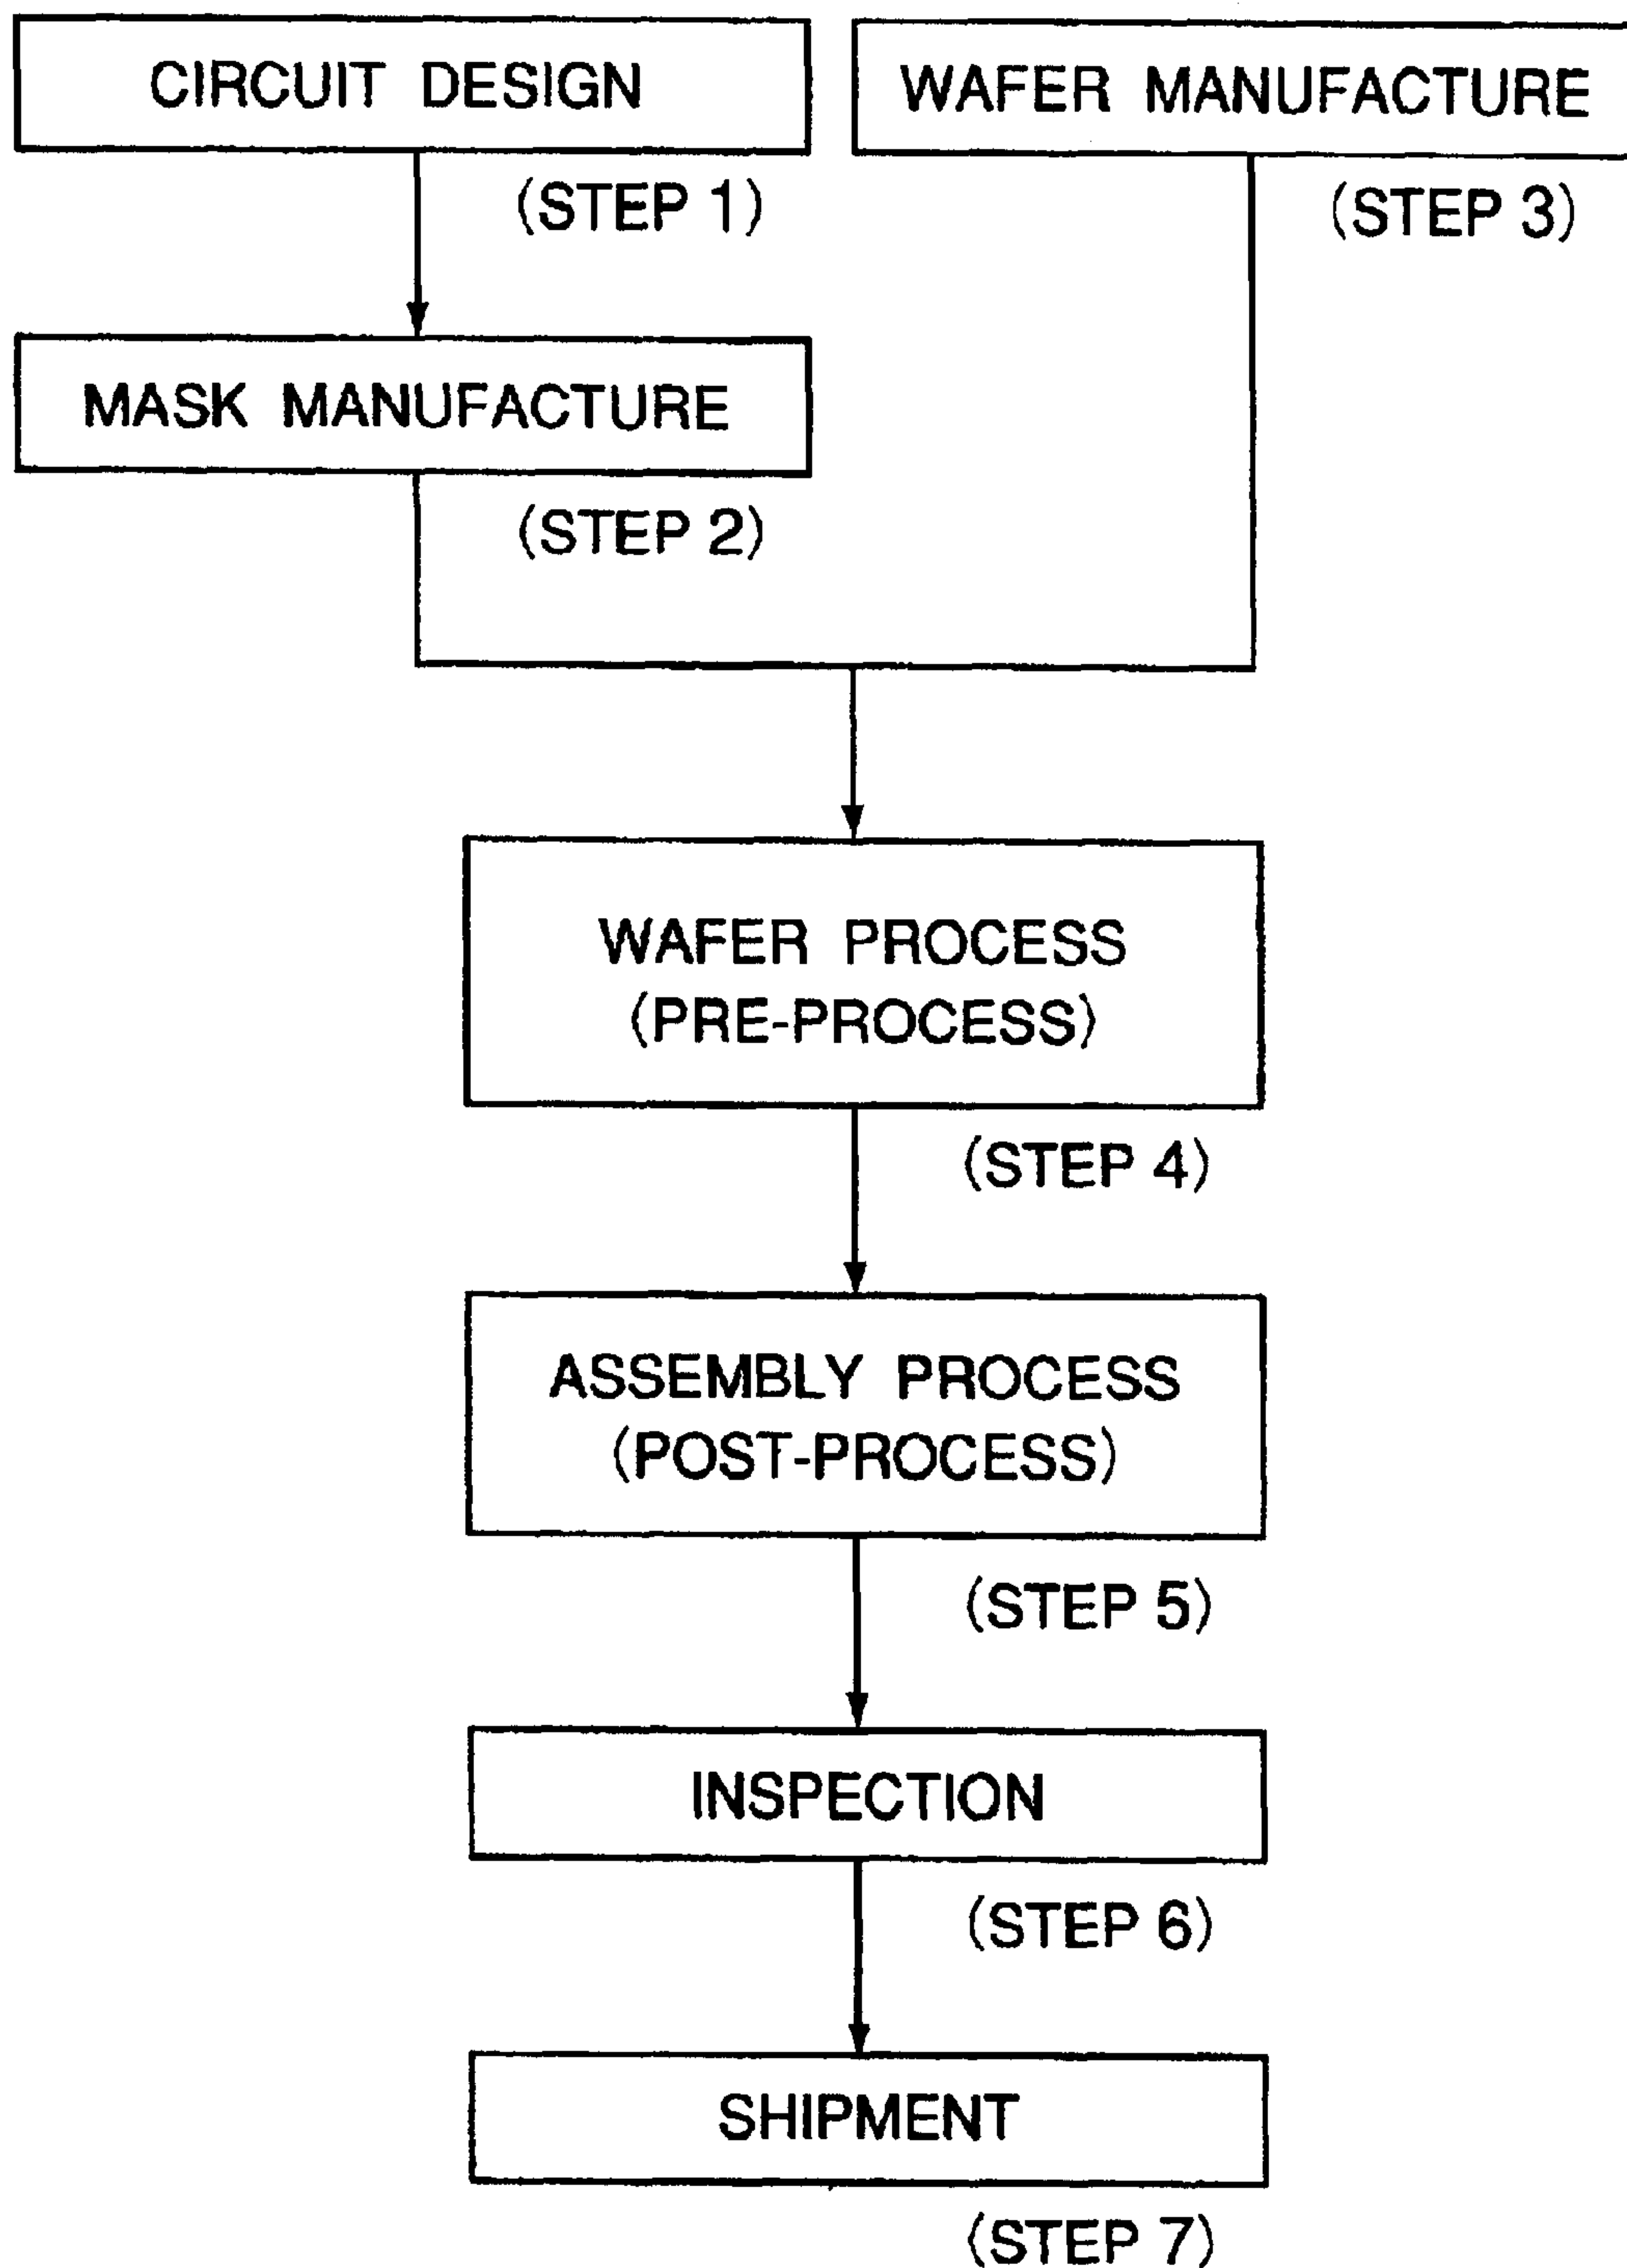 CIRCUIT DESIGN
WAFER MANUFACTURE
(STEP 1)
(STEP 3)
MASK MANUFACTURE
(STEP 2)
WAFER PROCESS
(PRE-PROCESS)
(STEP 4)
ASSEMBLY PROCESS
(POST-PROCESS)
(STEP 5)
INSPECTION
(STEP 6)
SHIPMENT
(STEP 7)